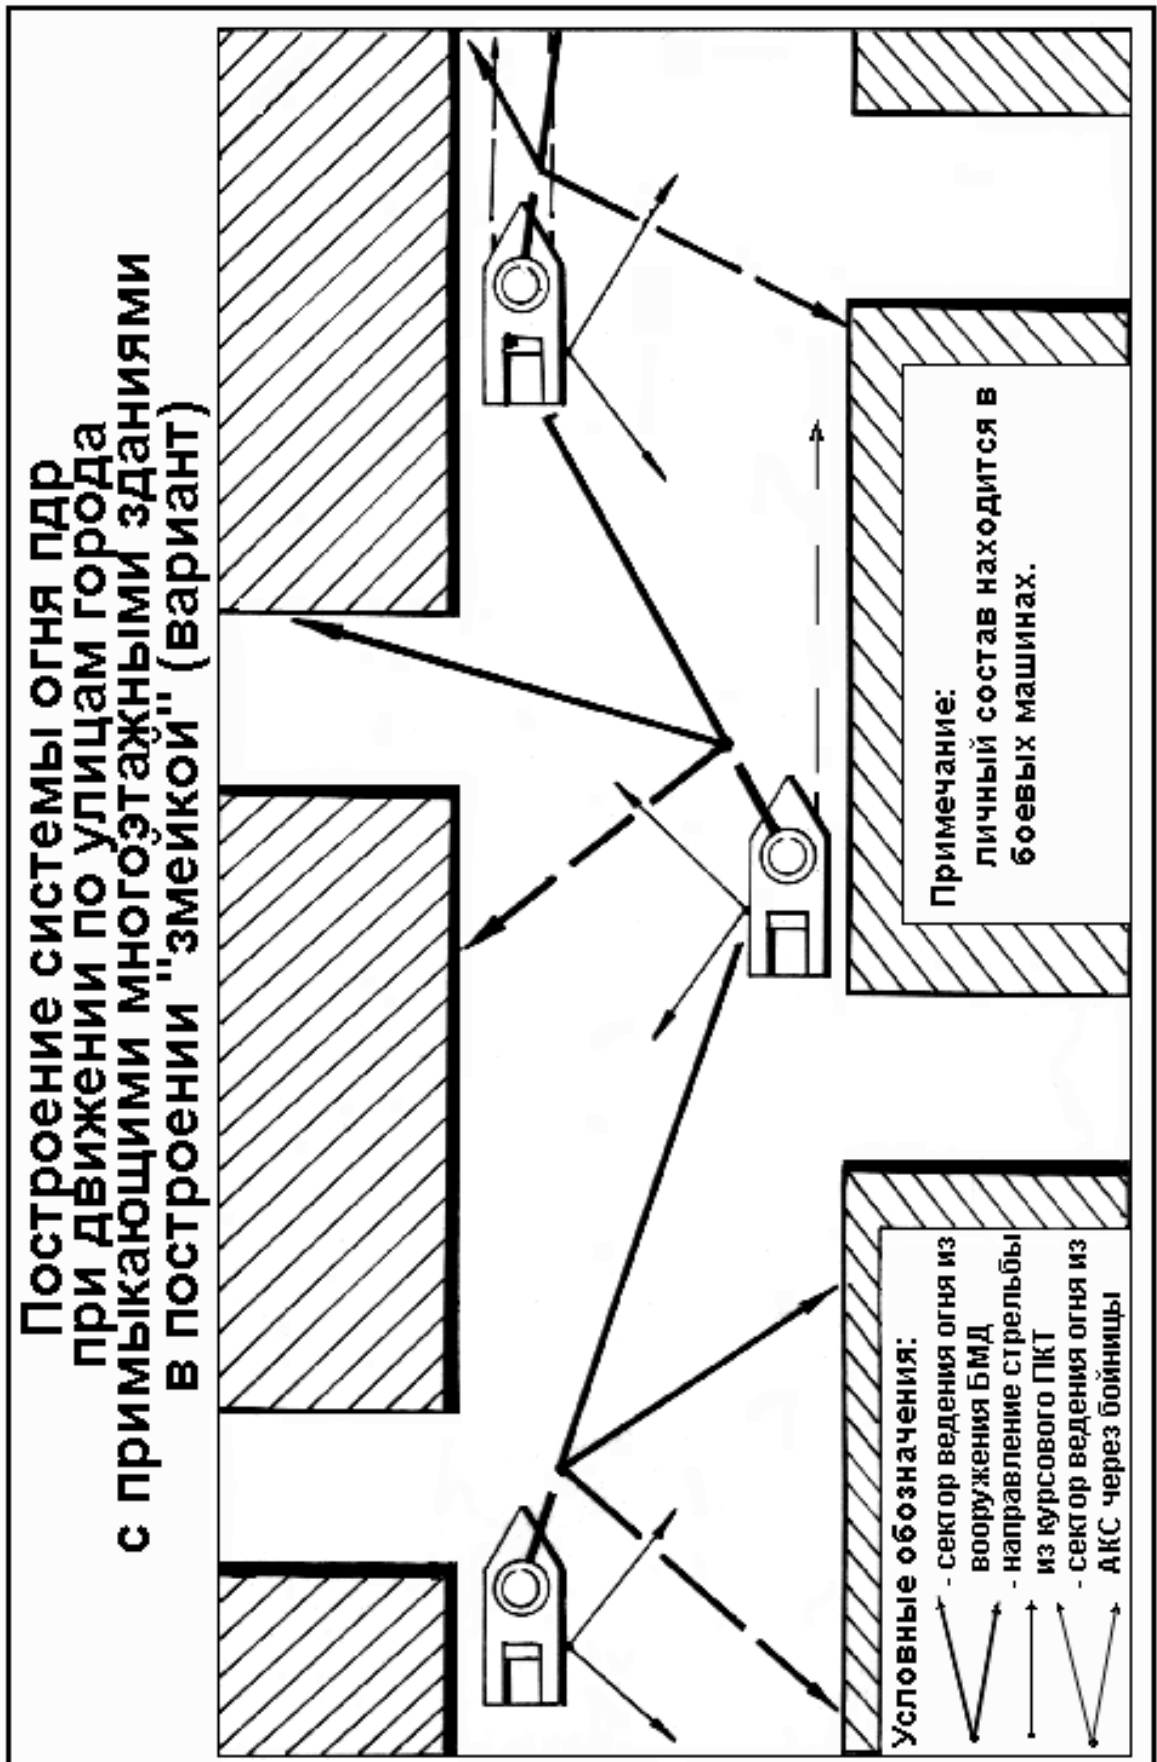 Построение системы огня пдр
при движении по улицам города
с примыкающими многоэтажными зданиями
в построении "змейкой" (вариант)
Примечание:
личный состав находится в
боевых машинах.
Условные обозначения:
- сектор ведения огня из
вооружения БМД
- направление стрельбы
из курсового ПКТ
- сектор ведения огня из
АКС через бойницы